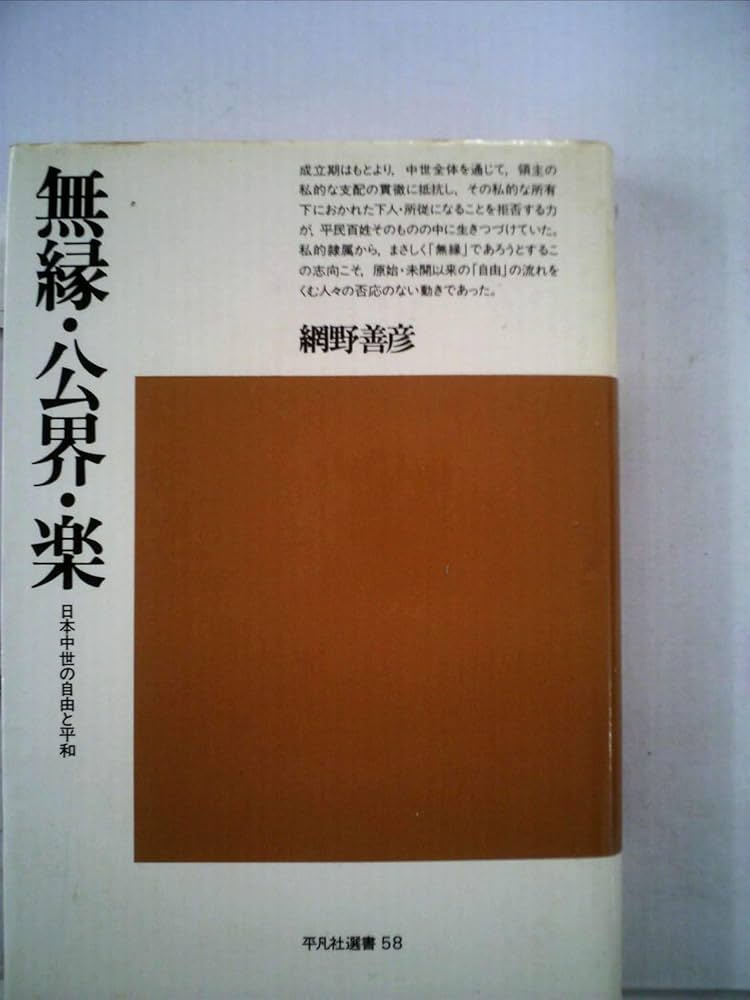 無縁・公界・楽
日本中世の自由と平和
成立期はもとより，中世全体を通じて，領主の
私的な支配の貫徹に抵抗し，その私的な所有
下におかれた下人・所従になることを拒否する力
が，平民百姓そのものの中に生きつづけていた。
私的隷属から，まさしく「無縁」であろうとするこ
の志向こそ，原始・未開以来の「自由」の流れを
くむ人々の否応のない動きであった。
網野善彦
平凡社選書 58